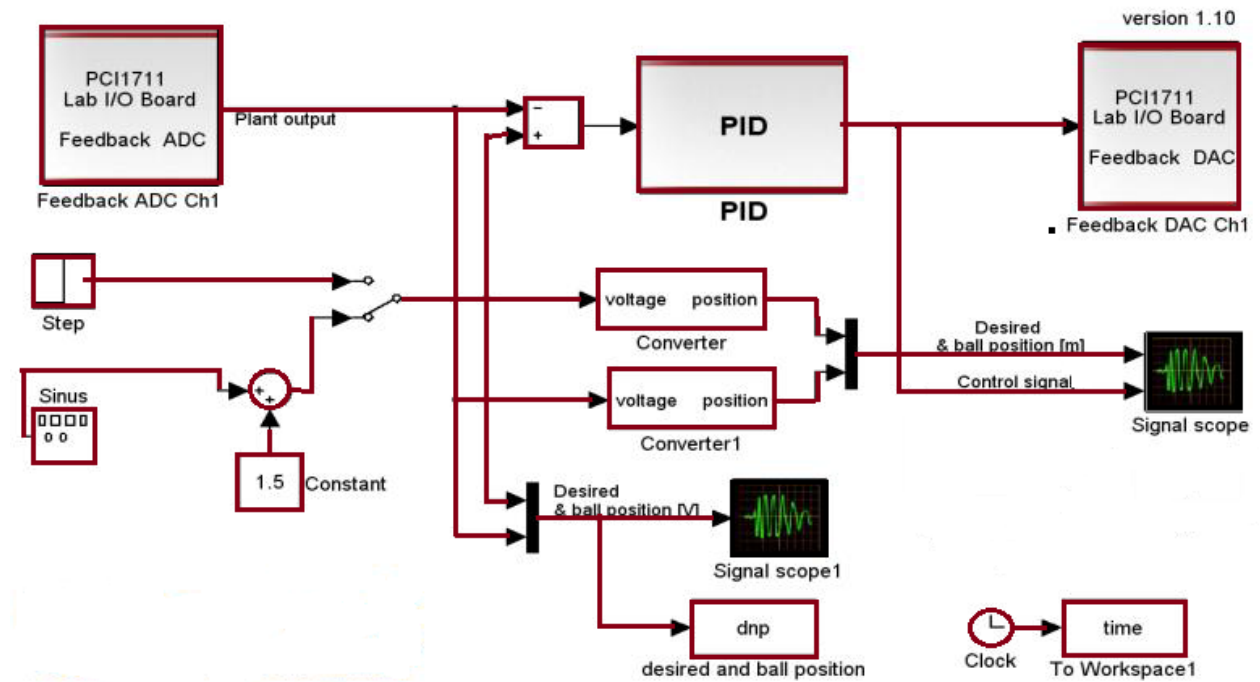 version 1.10
PCI1711
Lab I/O Board
Feedback ADC
Feedback ADC Ch1
Plant output
−
+
PID
PID
PCI1711
Lab I/O Board
Feedback DAC
Feedback DAC Ch1
Step
voltage position
Converter
Desired
& ball position [m]
Control signal
Signal scope
Sinus
+
+
voltage position
Converter1
1.5
Constant
Desired
& ball position [V]
Signal scope1
dnp
desired and ball position
Clock
time
To Workspace1